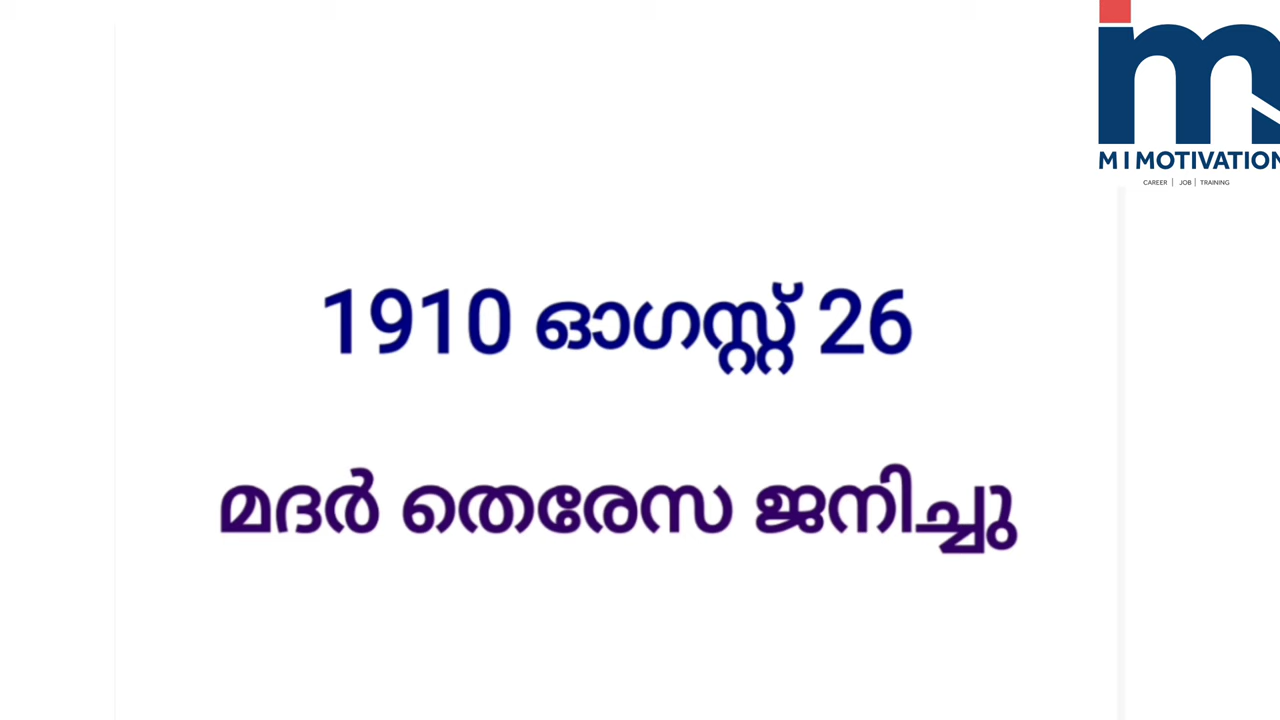 M I MOTIVATION
CAREER | JOB | TRAINING
1910 ഓഗസ്റ്റ് 26
മദർ തെരേസ ജനിച്ചു